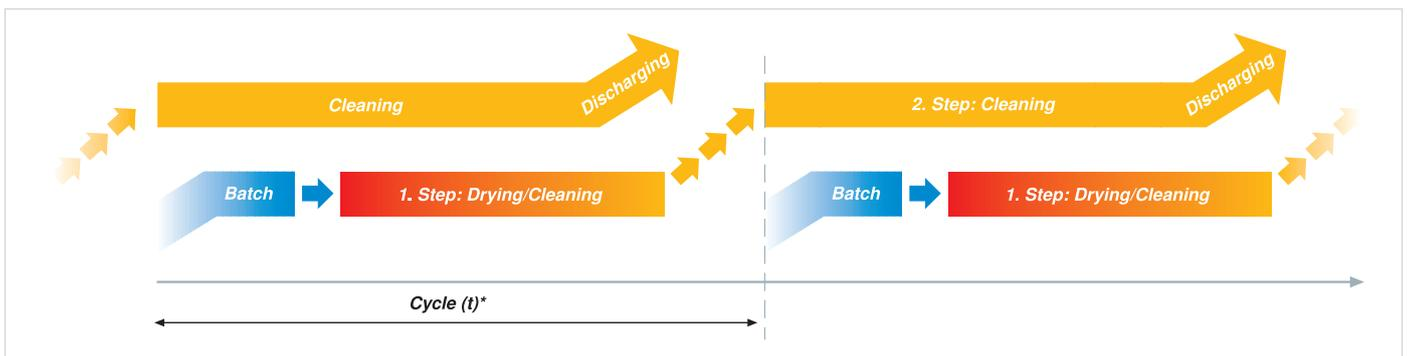 Cleaning
Discharging
2. Step: Cleaning
Discharging
Batch
1. Step: Drying/Cleaning
Batch
1. Step: Drying/Cleaning
Cycle (t)*